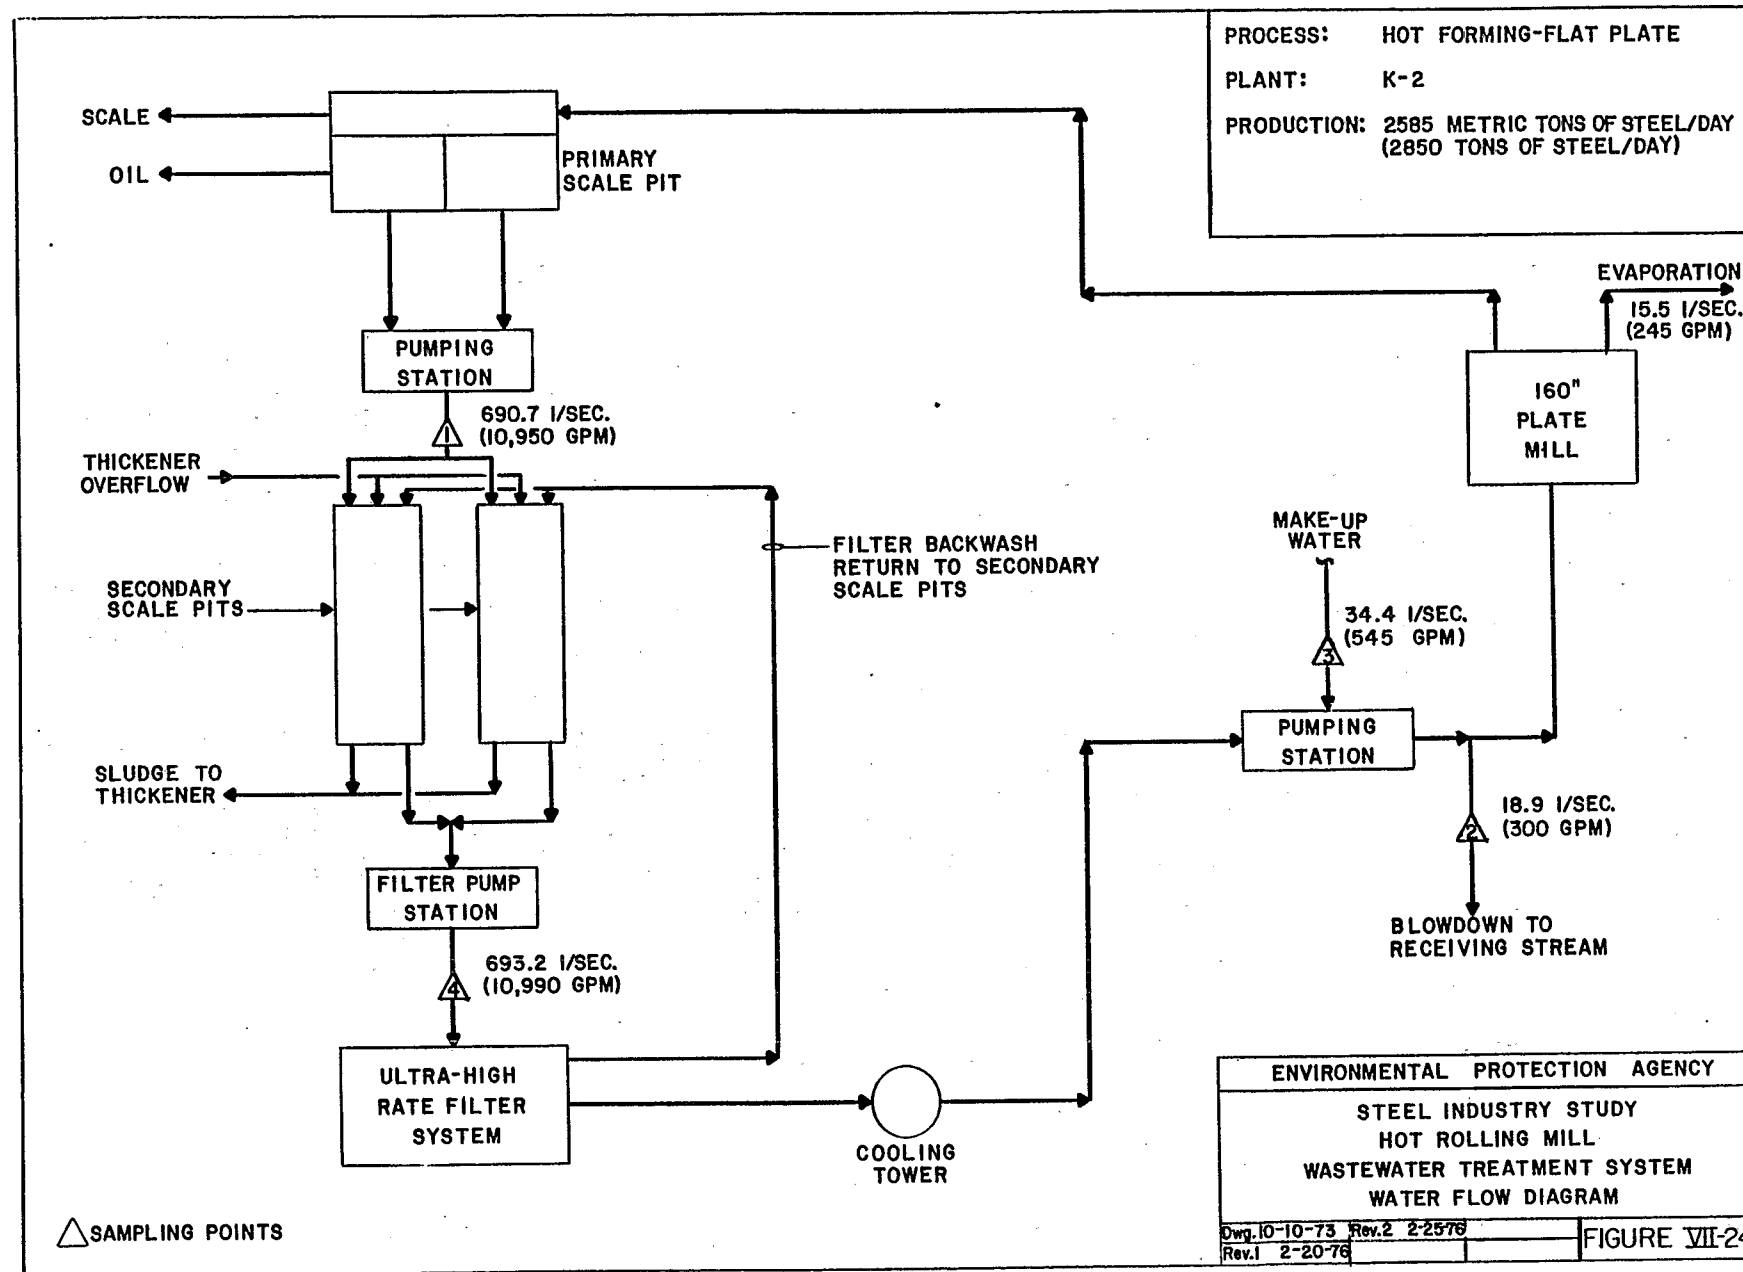 PROCESS: HOT FORMING-FLAT PLATE
PLANT: K-2
PRODUCTION: 2585 METRIC TONS OF STEEL/DAY
(2850 TONS OF STEEL/DAY)
SCALE
OIL
PRIMARY
SCALE PIT
EVAPORATION
15.5 l/SEC.
(245 GPM)
PUMPING
STATION
160"
PLATE
MILL
1
690.7 l/SEC.
(10,950 GPM)
THICKENER
OVERFLOW
MAKE-UP
WATER
FILTER BACKWASH
RETURN TO SECONDARY
SCALE PITS
SECONDARY
SCALE PITS
34.4 l/SEC.
(545 GPM)
3
PUMPING
STATION
SLUDGE TO
THICKENER
18.9 l/SEC.
(300 GPM)
2
FILTER PUMP
STATION
BLOWDOWN TO
RECEIVING STREAM
693.2 l/SEC.
(10,990 GPM)
4
ULTRA-HIGH
RATE FILTER
SYSTEM
COOLING
TOWER
ENVIRONMENTAL PROTECTION AGENCY
STEEL INDUSTRY STUDY
HOT ROLLING MILL
WASTEWATER TREATMENT SYSTEM
WATER FLOW DIAGRAM
Dwg.10-10-73 Rev.2 2-25-76
Rev.1 2-20-76
FIGURE VII-24
SAMPLING POINTS